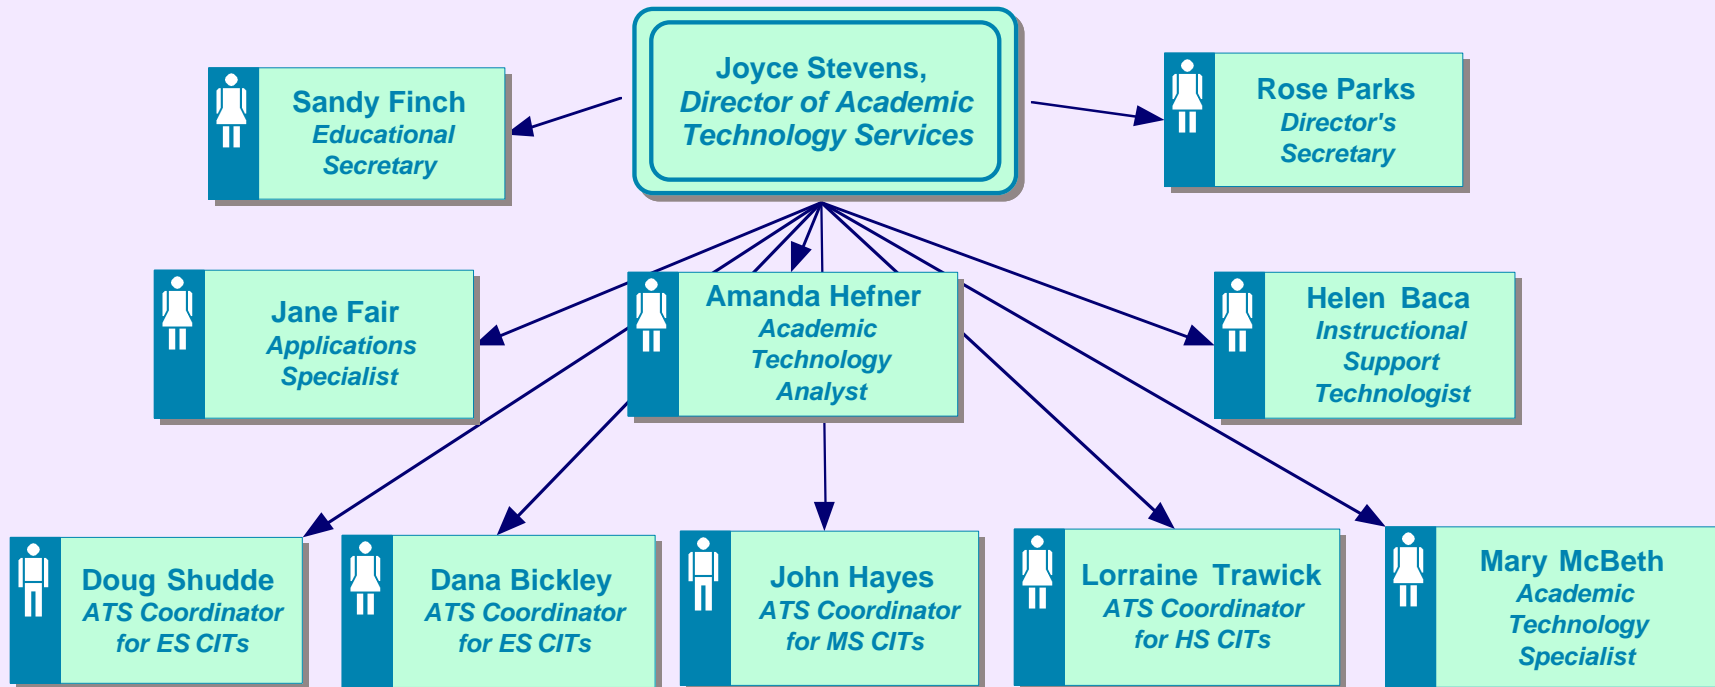 Joyce Stevens,
Director of Academic
Technology Services
Sandy Finch
Educational
Secretary
Rose Parks
Director's
Secretary
Jane Fair
Applications
Specialist
Amanda Hefner
Academic
Technology
Analyst
Helen Baca
Instructional
Support
Technologist
Doug Shudde
ATS Coordinator
for ES CITs
Dana Bickley
ATS Coordinator
for ES CITs
John Hayes
ATS Coordinator
for MS CITs
Lorraine Trawick
ATS Coordinator
for HS CITs
Mary McBeth
Academic
Technology
Specialist